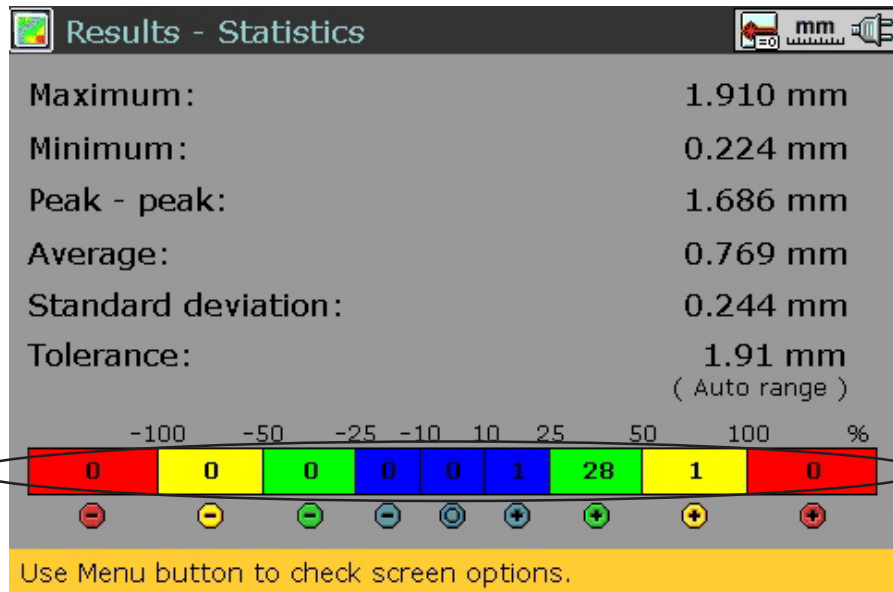 Results - Statistics
=0 mm
Maximum: 1.910 mm
Minimum: 0.224 mm
Peak - peak: 1.686 mm
Average: 0.769 mm
Standard deviation: 0.244 mm
Tolerance: 1.91 mm
( Auto range )
-100 -50 -25 -10 10 25 50 100 %
0 0 0 0 0 1 28 1 0
Use Menu button to check screen options.